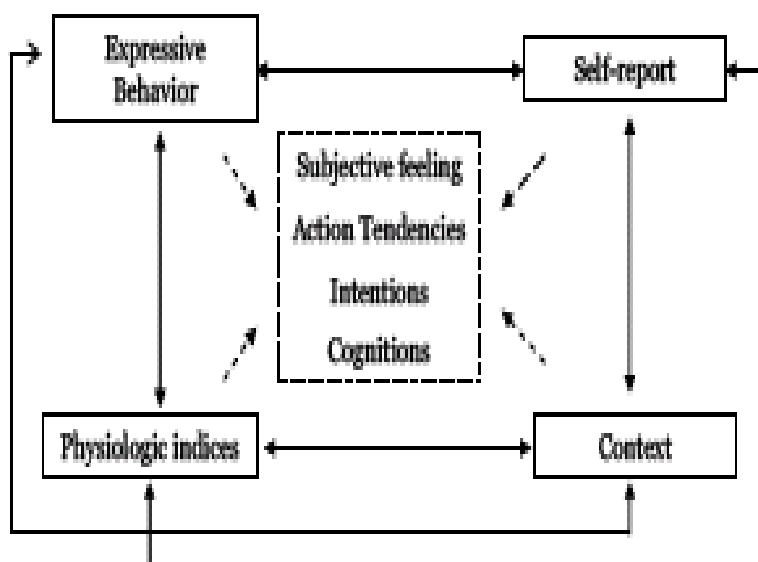 Expressive
Behavior
Self-report
Subjective feeling
Action Tendencies
Intentions
Cognitions
Physiologic indices
Context